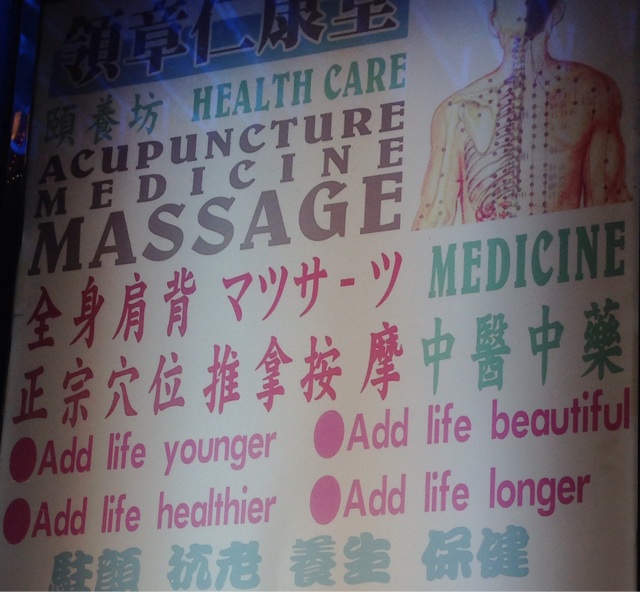 領章仁康堂
頤養坊 HEALTH CARE
ACUPUNCTURE
MEDICINE
MASSAGE
全身肩背 マツサ-ツ MEDICINE
正宗穴位 推拿按摩 中醫中藥
●Add life younger ●Add life beautiful
●Add life healthier ●Add life longer
駐顏 抗老 養生 保健